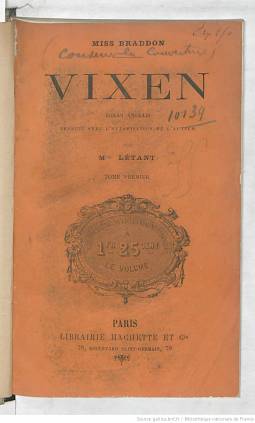 MISS BRADDON
VIXEN
10139
ROMAN ANGLAIS
TRADUIT AVEC L'AUTORISATION DE L'AUTEUR
PAR
Mme LÉTANT
TOME PREMIER
A
1 FR 25 CENT
LE VOLUME
PARIS
LIBRAIRIE HACHETTE ET Cie
79, BOULEVARD SAINT-GERMAIN, 79
Source gallica.bnf.fr / Bibliothèque nationale de France